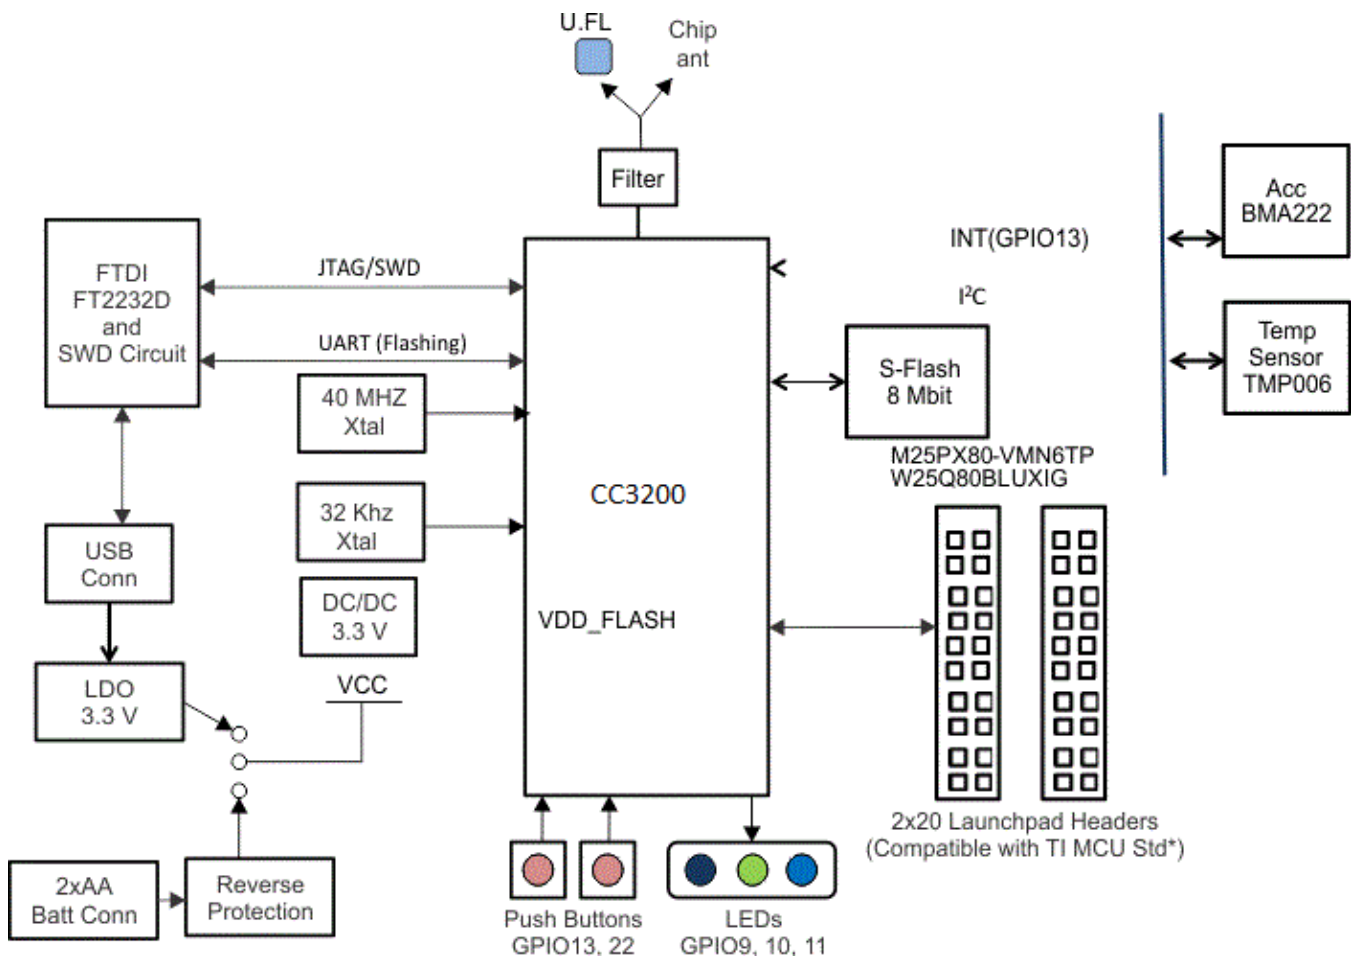 U.FL
Chip
ant
Filter
Acc
BMA222
INT(GPIO13)
FTDI
FT2232D
and
SWD Circuit
JTAG/SWD
UART (Flashing)
I²C
S-Flash
8 Mbit
Temp
Sensor
TMP006
40 MHZ
Xtal
M25PX80-VMN6TP
W25Q80BLUXIG
CC3200
32 Khz
Xtal
USB
Conn
DC/DC
3.3 V
VDD_FLASH
LDO
3.3 V
VCC
2x20 Launchpad Headers
(Compatible with TI MCU Std*)
2xAA
Batt Conn
Reverse
Protection
Push Buttons
GPIO13, 22
LEDs
GPIO9, 10, 11